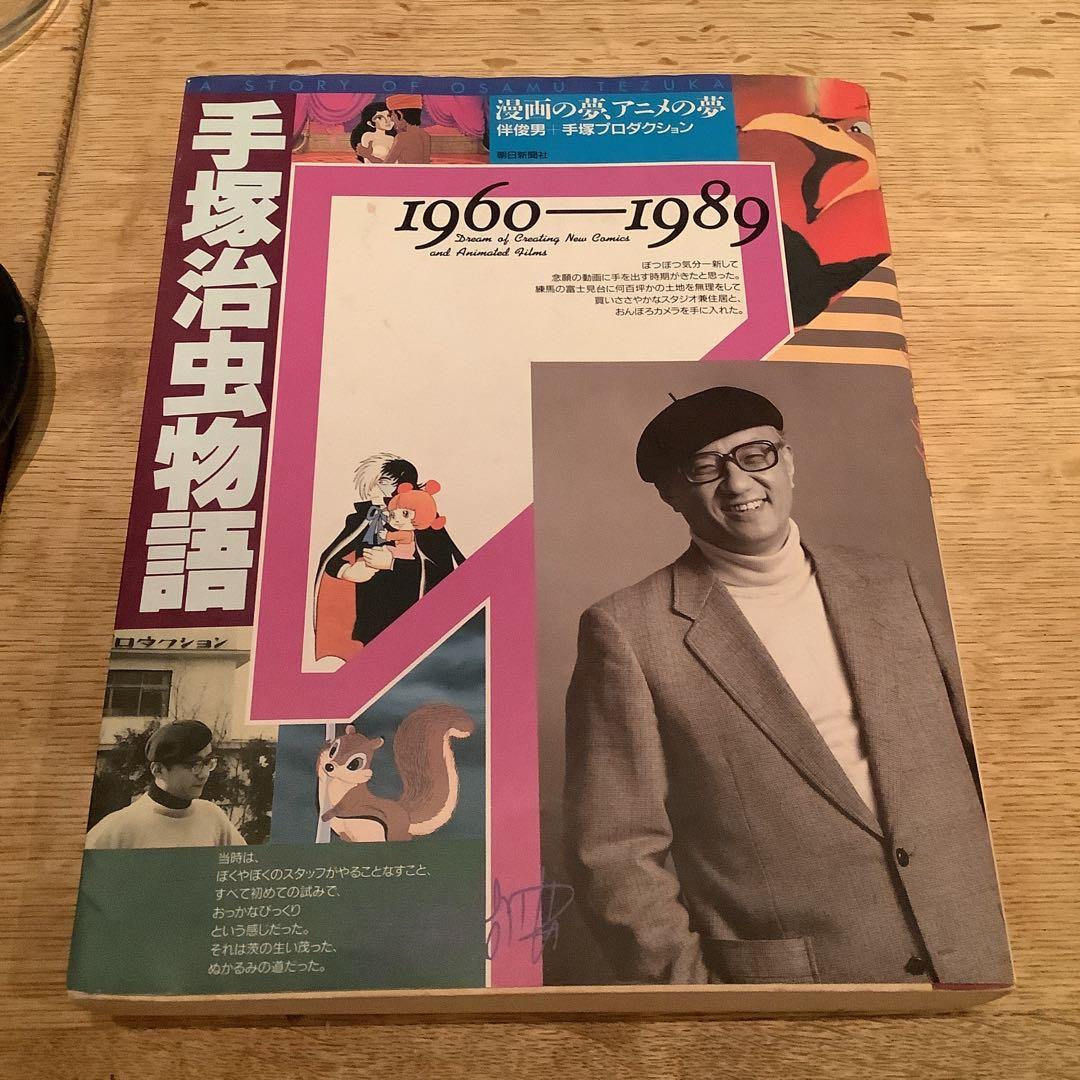 A STORY OF OSAMU TEZUKA
手塚治虫物語
漫画の夢、アニメの夢
伴俊男+手塚プロダクション
朝日新聞社
1960—1989
Dream of Creating New Comics
and Animated Films
ぼつぼつ気分一新して
念願の動画に手を出す時期がきたと思った。
練馬の富士見台に何百坪かの土地を無理をして
買いささやかなスタジオ兼住居と、
おんぼろカメラを手に入れた。
ロダクション
当時は、
ぼくやぼくのスタッフがやることなすこと、
すべて初めての試みで、
おっかなびっくり
という感じだった。
それは茨の生い茂った、
ぬかるみの道だった。